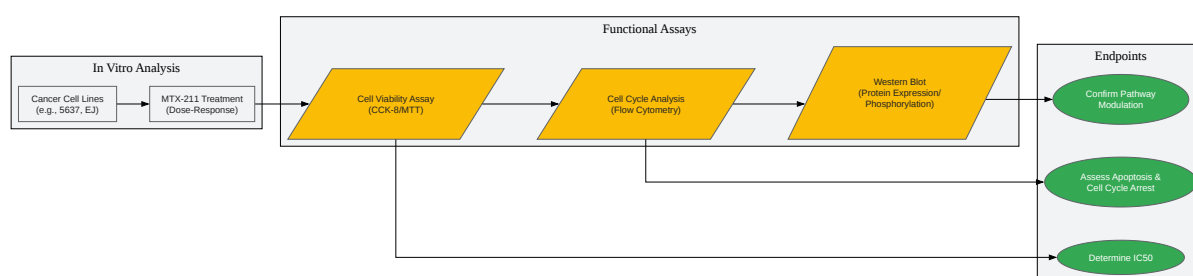 Functional Assays
In Vitro Analysis
Cancer Cell Lines
(e.g., 5637, EJ)
MTX-211 Treatment
(Dose-Response)
Cell Viability Assay
(CCK-8/MTT)
Cell Cycle Analysis
(Flow Cytometry)
Western Blot
(Protein Expression/
Phosphorylation)
Endpoints
Confirm Pathway
Modulation
Assess Apoptosis &
Cell Cycle Arrest
Determine IC50